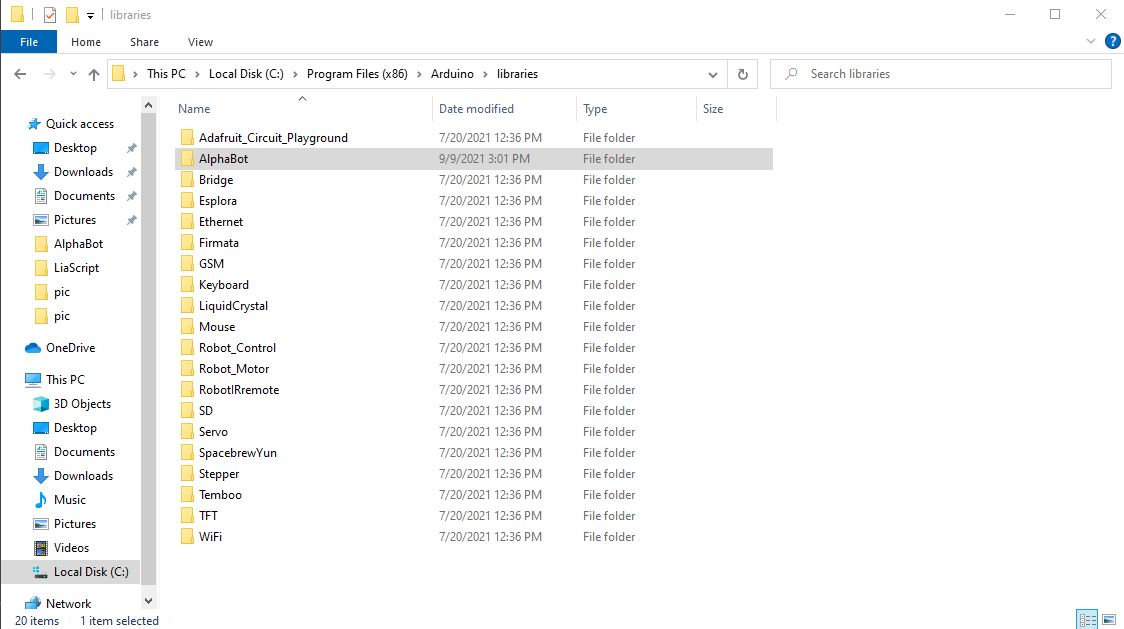 libraries
File Home Share View
This PC Local Disk (C:) Program Files (x86) Arduino libraries Search libraries
Name Date modified Type Size
Quick access
Desktop
Downloads
Documents
Pictures
AlphaBot
LiaScript
pic
pic
OneDrive
This PC
3D Objects
Desktop
Documents
Downloads
Music
Pictures
Videos
Local Disk (C:)
Network
Adafruit_Circuit_Playground 7/20/2021 12:36 PM File folder
AlphaBot 9/9/2021 3:01 PM File folder
Bridge 7/20/2021 12:36 PM File folder
Esplora 7/20/2021 12:36 PM File folder
Ethernet 7/20/2021 12:36 PM File folder
Firmata 7/20/2021 12:36 PM File folder
GSM 7/20/2021 12:36 PM File folder
Keyboard 7/20/2021 12:36 PM File folder
LiquidCrystal 7/20/2021 12:36 PM File folder
Mouse 7/20/2021 12:36 PM File folder
Robot_Control 7/20/2021 12:36 PM File folder
Robot_Motor 7/20/2021 12:36 PM File folder
RobotIRremote 7/20/2021 12:36 PM File folder
SD 7/20/2021 12:36 PM File folder
Servo 7/20/2021 12:36 PM File folder
SpacebrewYun 7/20/2021 12:36 PM File folder
Stepper 7/20/2021 12:36 PM File folder
Temboo 7/20/2021 12:36 PM File folder
TFT 7/20/2021 12:36 PM File folder
WiFi 7/20/2021 12:36 PM File folder
20 items 1 item selected